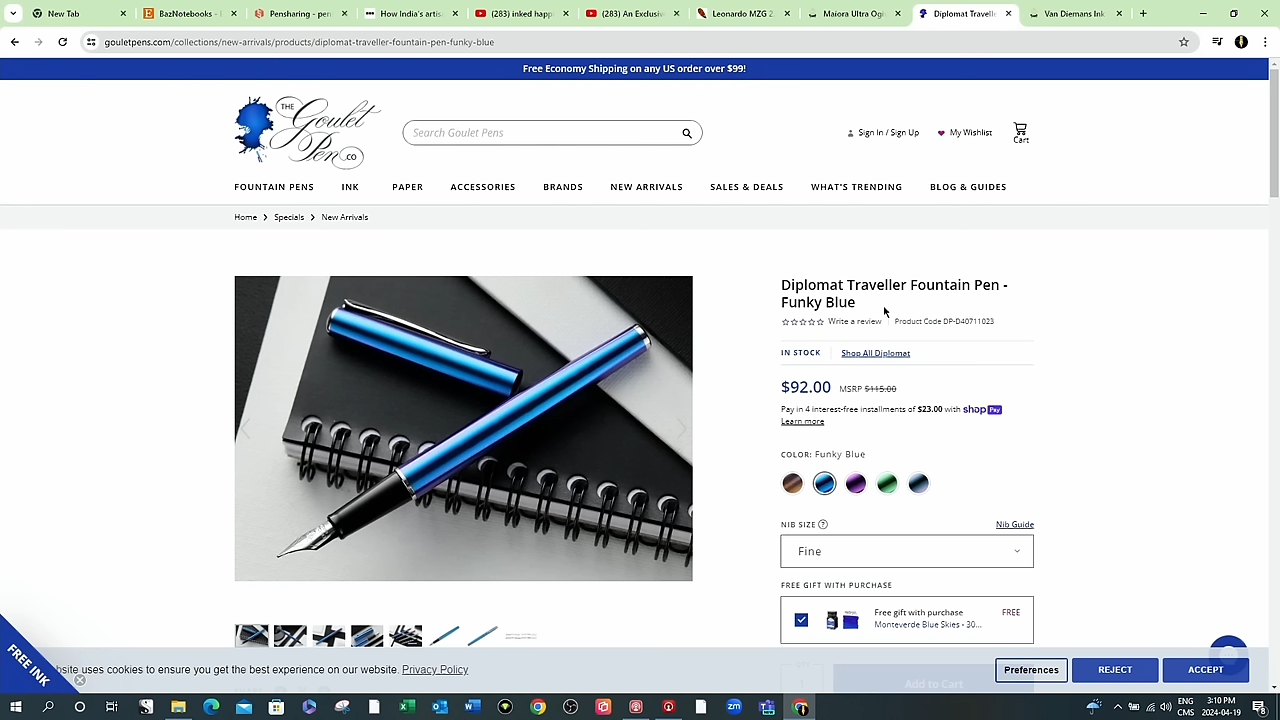 New Tab
BazNotebooks - E
Pensharing - pen
How India's artis
(283) inked happ
(283) An Exclusiv
Leonardo MZG 2.
Maiora Ultra Ogi
Diplomat Travelle
Van Diemans Ink
gouletpens.com/collections/new-arrivals/products/diplomat-traveller-fountain-pen-funky-blue
Free Economy Shipping on any US order over $99!
THE Goulet Pen CO
Search Goulet Pens
Sign In / Sign Up
My Wishlist
Cart
FOUNTAIN PENS INK PAPER ACCESSORIES BRANDS NEW ARRIVALS SALES & DEALS WHAT'S TRENDING BLOG & GUIDES
Home > Specials > New Arrivals
Diplomat Traveller Fountain Pen -
Funky Blue
Write a review Product Code DP-D40711023
IN STOCK Shop All Diplomat
$92.00 MSRP $115.00
Pay in 4 interest-free installments of $23.00 with shop Pay
Learn more
COLOR: Funky Blue
NIB SIZE ? Nib Guide
Fine
FREE GIFT WITH PURCHASE
Free gift with purchase FREE
Monteverde Blue Skies - 30...
FREE INK
bsite uses cookies to ensure you get the best experience on our website. Privacy Policy
Preferences
REJECT
ACCEPT
Add to Cart
ENG
CMS
3:10 PM
2024-04-19